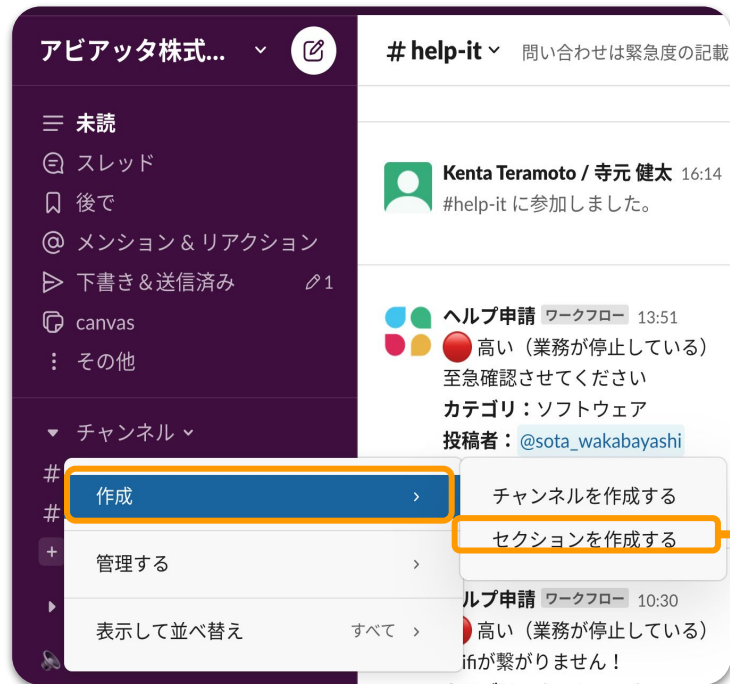 アビアッタ株式...
未読
スレッド
後で
メンション & リアクション
下書き＆送信済み 1
canvas
その他
チャンネル
#
#
+
作成
管理する
表示して並べ替え すべて
チャンネルを作成する
セクションを作成する
# help-it 問い合わせは緊急度の記載
Kenta Teramoto / 寺元 健太 16:14
#help-it に参加しました。
ヘルプ申請 ワークフロー 13:51
高い（業務が停止している）
至急確認させてください
カテゴリ：ソフトウェア
投稿者：@sota_wakabayashi
ルプ申請 ワークフロー 10:30
高い（業務が停止している）
ifiが繋がりません！